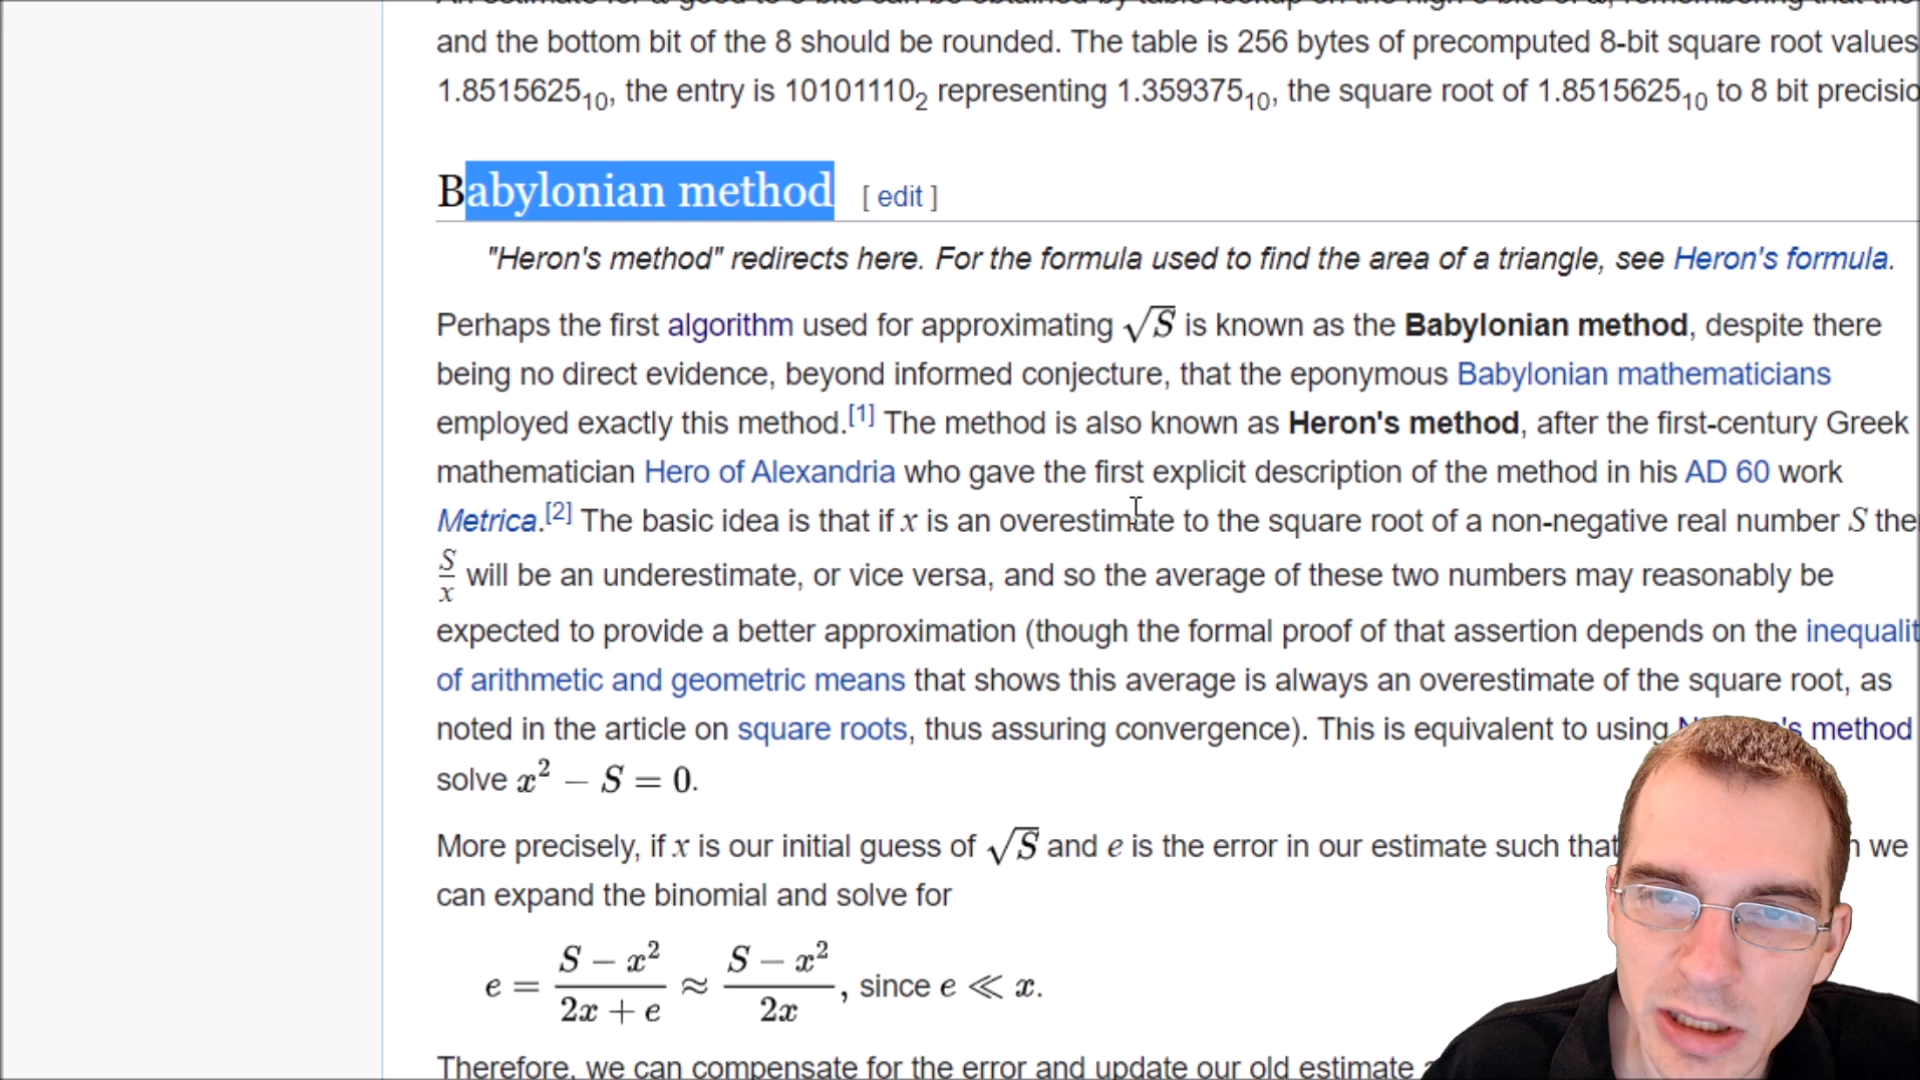 and the bottom bit of the 8 should be rounded. The table is 256 bytes of precomputed 8-bit square root values
1.8515625₁₀, the entry is 10101110₂ representing 1.359375₁₀, the square root of 1.8515625₁₀ to 8 bit precisio
Babylonian method [ edit ]
"Heron's method" redirects here. For the formula used to find the area of a triangle, see Heron's formula.
Perhaps the first algorithm used for approximating √S is known as the Babylonian method, despite there
being no direct evidence, beyond informed conjecture, that the eponymous Babylonian mathematicians
employed exactly this method.[1] The method is also known as Heron's method, after the first-century Greek
mathematician Hero of Alexandria who gave the first explicit description of the method in his AD 60 work
Metrica.[2] The basic idea is that if x is an overestimate to the square root of a non-negative real number S the
S/x will be an underestimate, or vice versa, and so the average of these two numbers may reasonably be
expected to provide a better approximation (though the formal proof of that assertion depends on the inequalit
of arithmetic and geometric means that shows this average is always an overestimate of the square root, as
noted in the article on square roots, thus assuring convergence). This is equivalent to using 's method
solve x² − S = 0.
More precisely, if x is our initial guess of √S and e is the error in our estimate such that we
can expand the binomial and solve for
e = (S − x²)/(2x + e) ≈ (S − x²)/(2x), since e ≪ x.
Therefore, we can compensate for the error and update our old estimate